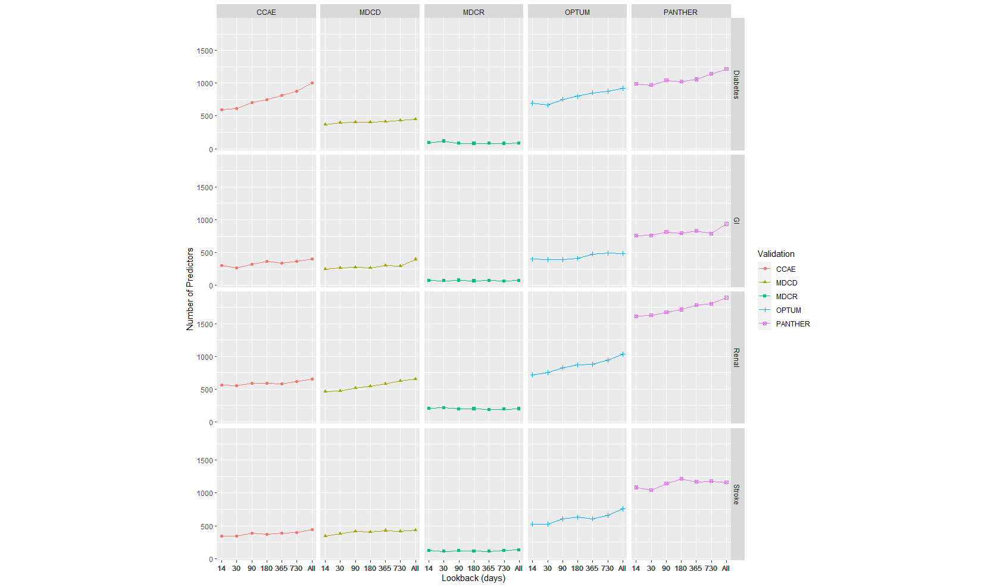 CCAE MDCD MDCR OPTUM PANTHER
1500
1000
500
0
Diabetes
1500
1000
500
0
GI
1500
1000
500
0
Renal
1500
1000
500
0
Stroke
14 30 90 180 365 730 All 14 30 90 180 365 730 All 14 30 90 180 365 730 All 14 30 90 180 365 730 All 14 30 90 180 365 730 All
Lookback (days)
Number of Predictors
Validation
CCAE
MDCD
MDCR
OPTUM
PANTHER